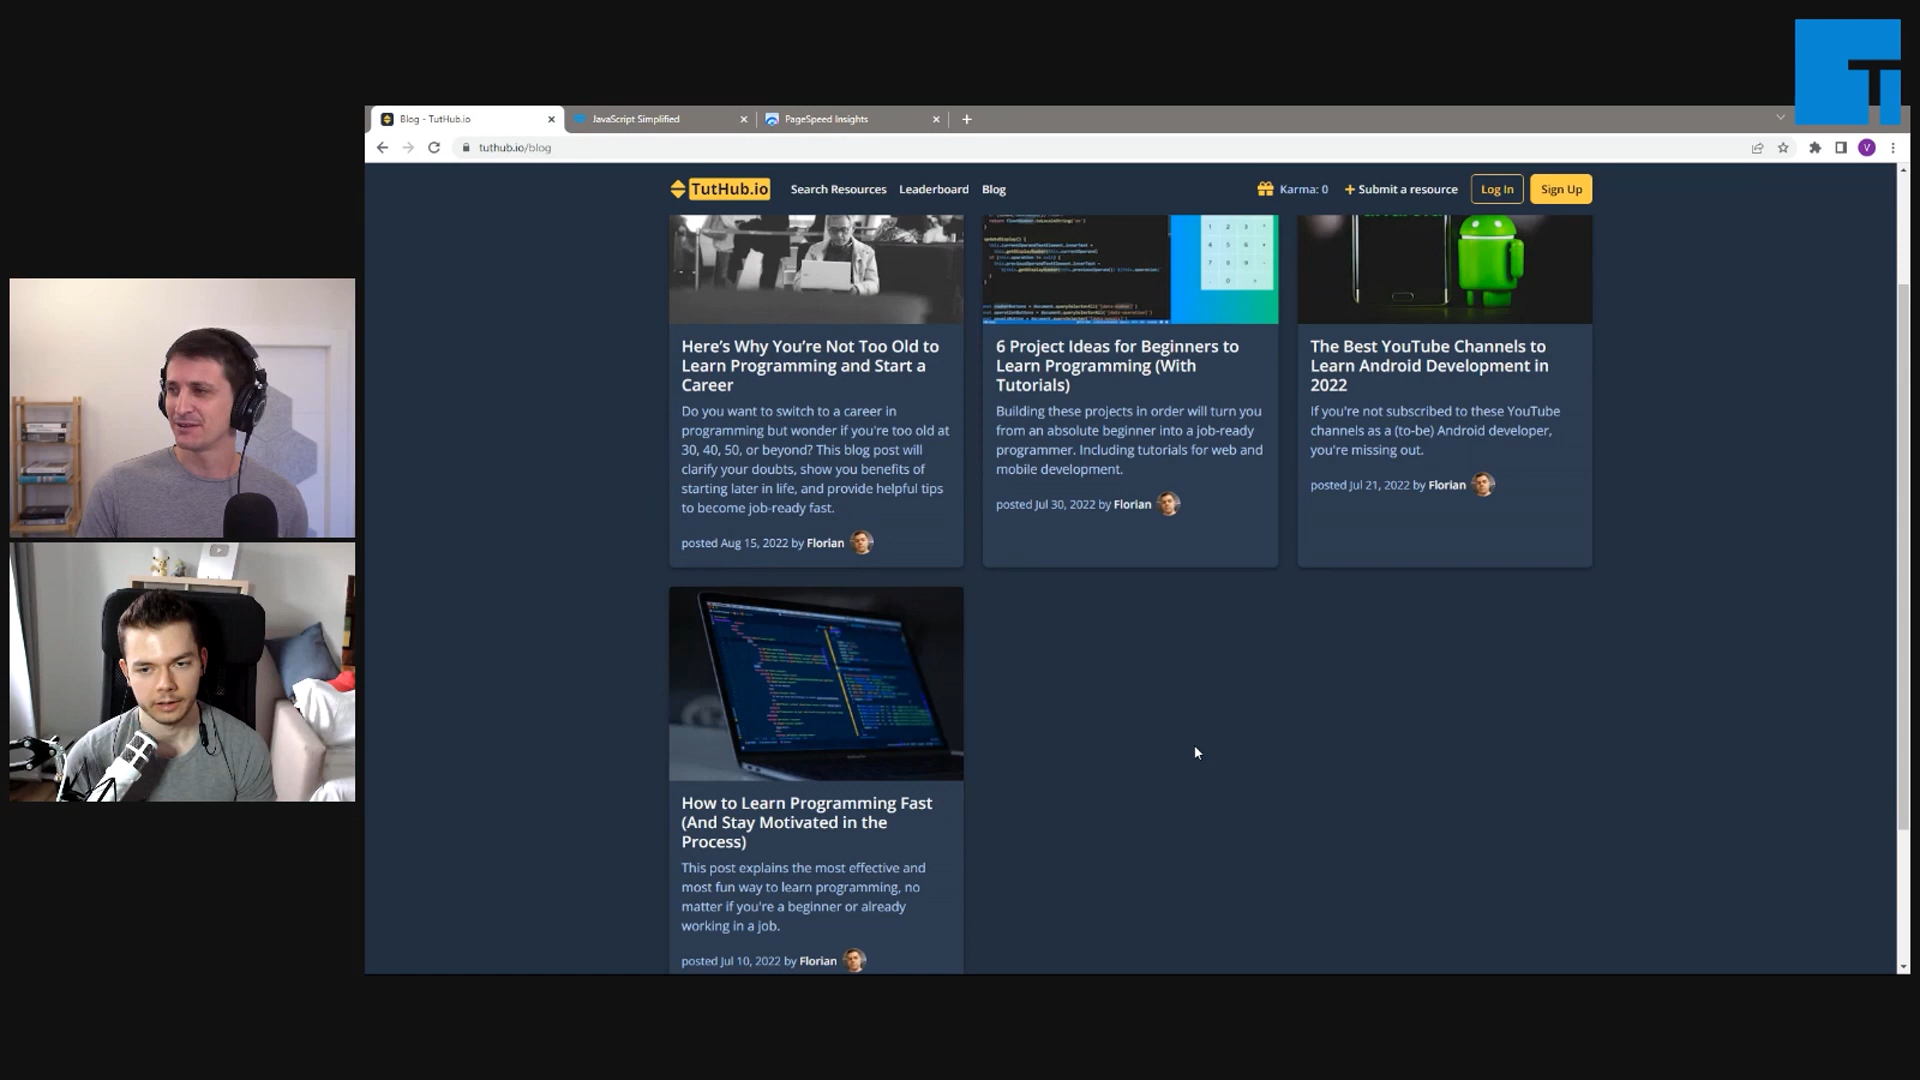 Blog - TutHub.io
JavaScript Simplified
PageSpeed Insights
tuthub.io/blog
V
TutHub.io
Search Resources
Leaderboard
Blog
Karma: 0
+ Submit a resource
Log In
Sign Up
Here's Why You're Not Too Old to
Learn Programming and Start a
Career
Do you want to switch to a career in
programming but wonder if you're too old at
30, 40, 50, or beyond? This blog post will
clarify your doubts, show you benefits of
starting later in life, and provide helpful tips
to become job-ready fast.
posted Aug 15, 2022 by Florian
6 Project Ideas for Beginners to
Learn Programming (With
Tutorials)
Building these projects in order will turn you
from an absolute beginner into a job-ready
programmer. Including tutorials for web and
mobile development.
posted Jul 30, 2022 by Florian
The Best YouTube Channels to
Learn Android Development in
2022
If you're not subscribed to these YouTube
channels as a (to-be) Android developer,
you're missing out.
posted Jul 21, 2022 by Florian
How to Learn Programming Fast
(And Stay Motivated in the
Process)
This post explains the most effective and
most fun way to learn programming, no
matter if you're a beginner or already
working in a job.
posted Jul 10, 2022 by Florian